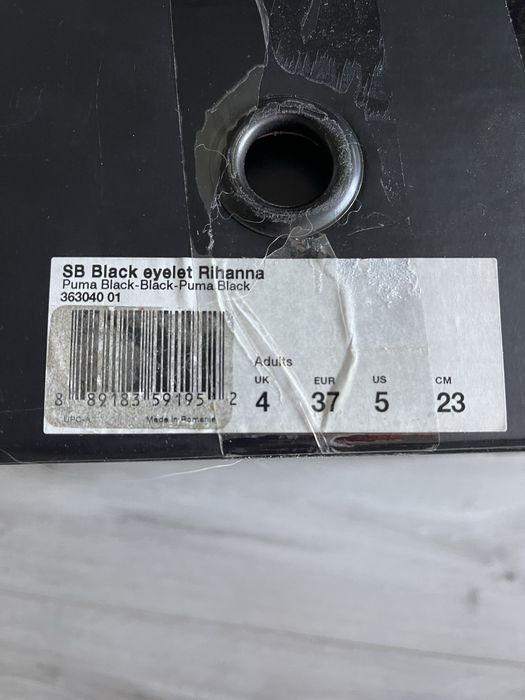 SB Black eyelet Rihanna
Puma Black-Black-Puma Black
363040 01
Adults
UK EUR US CM
4 37 5 23
8 89183 59195 2
UPC-A Made in Romania